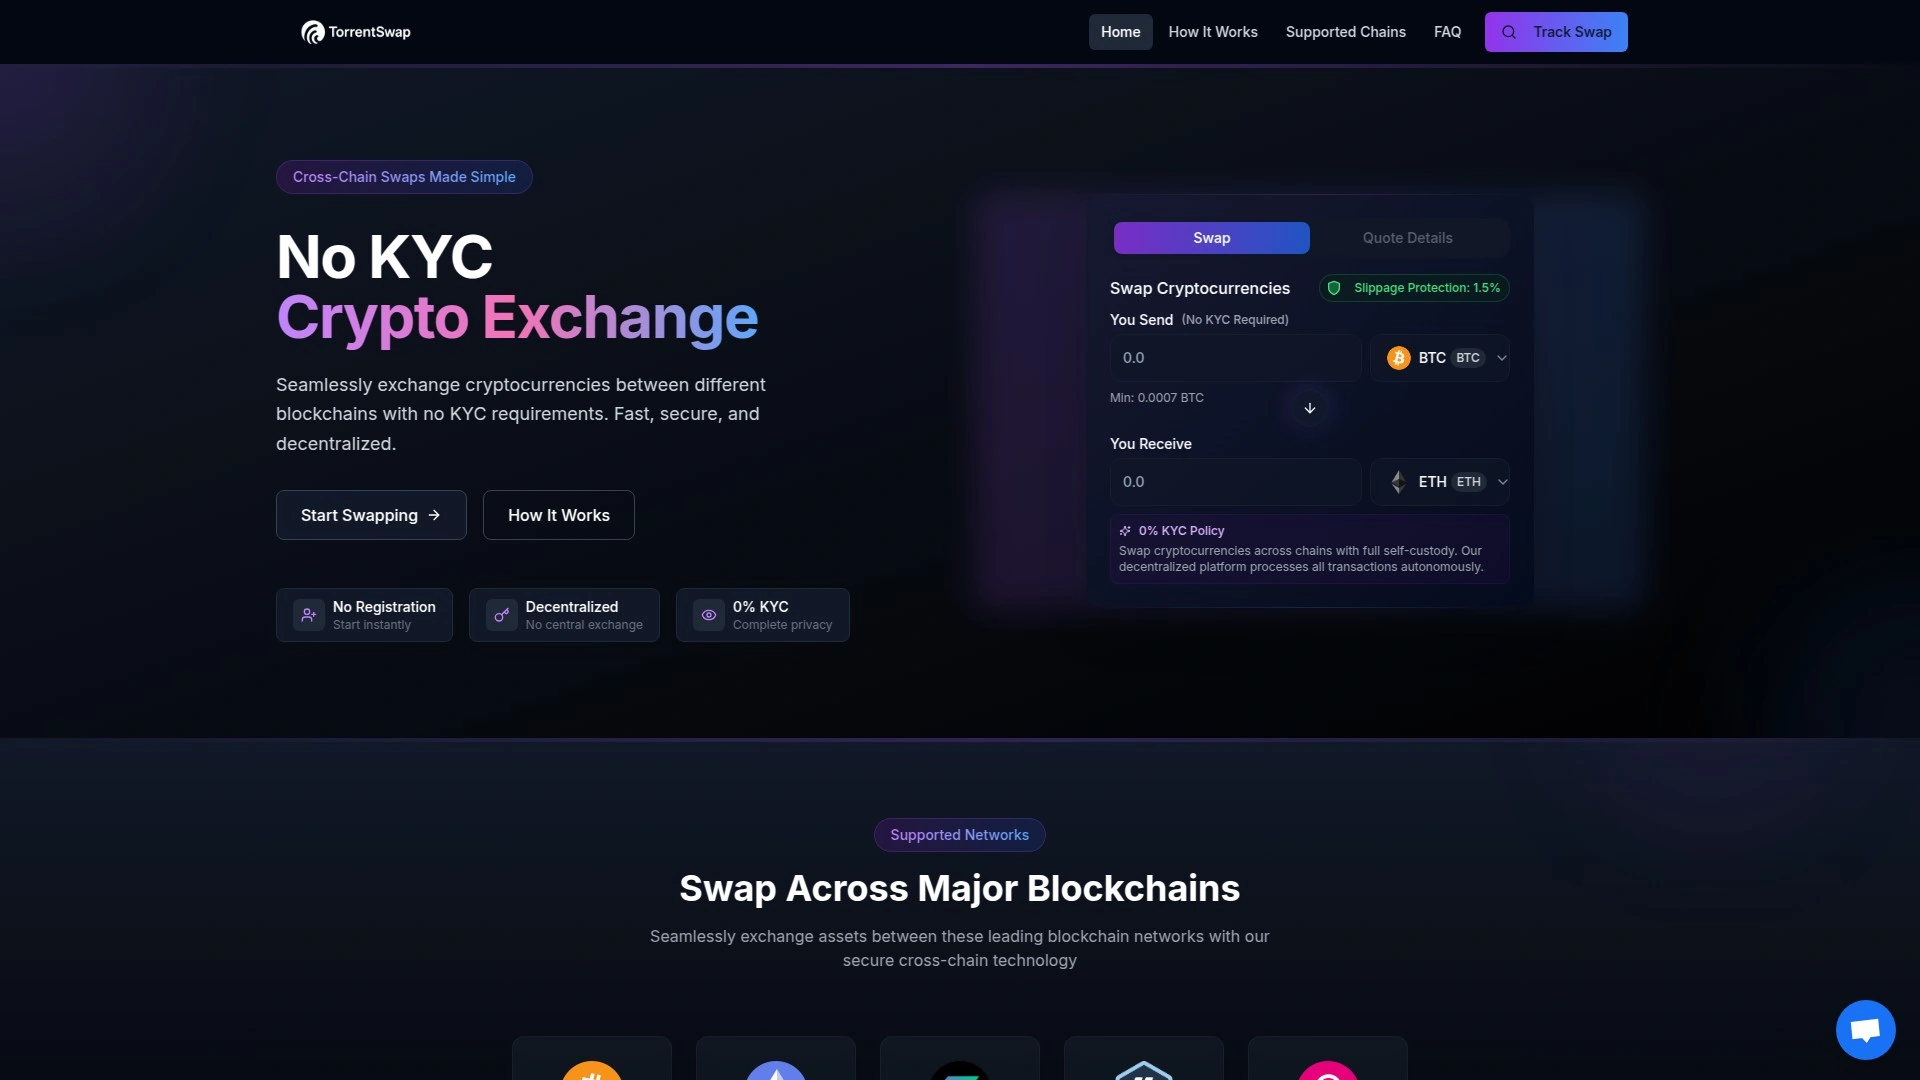 TorrentSwap
Home
How It Works
Supported Chains
FAQ
Track Swap
Cross-Chain Swaps Made Simple
No KYC
Crypto Exchange
Seamlessly exchange cryptocurrencies between different
blockchains with no KYC requirements. Fast, secure, and
decentralized.
Start Swapping
How It Works
No Registration
Start instantly
Decentralized
No central exchange
0% KYC
Complete privacy
Swap
Quote Details
Swap Cryptocurrencies
Slippage Protection: 1.5%
You Send (No KYC Required)
0.0
BTC BTC
Min: 0.0007 BTC
You Receive
0.0
ETH ETH
0% KYC Policy
Swap cryptocurrencies across chains with full self-custody. Our
decentralized platform processes all transactions autonomously.
Supported Networks
Swap Across Major Blockchains
Seamlessly exchange assets between these leading blockchain networks with our
secure cross-chain technology